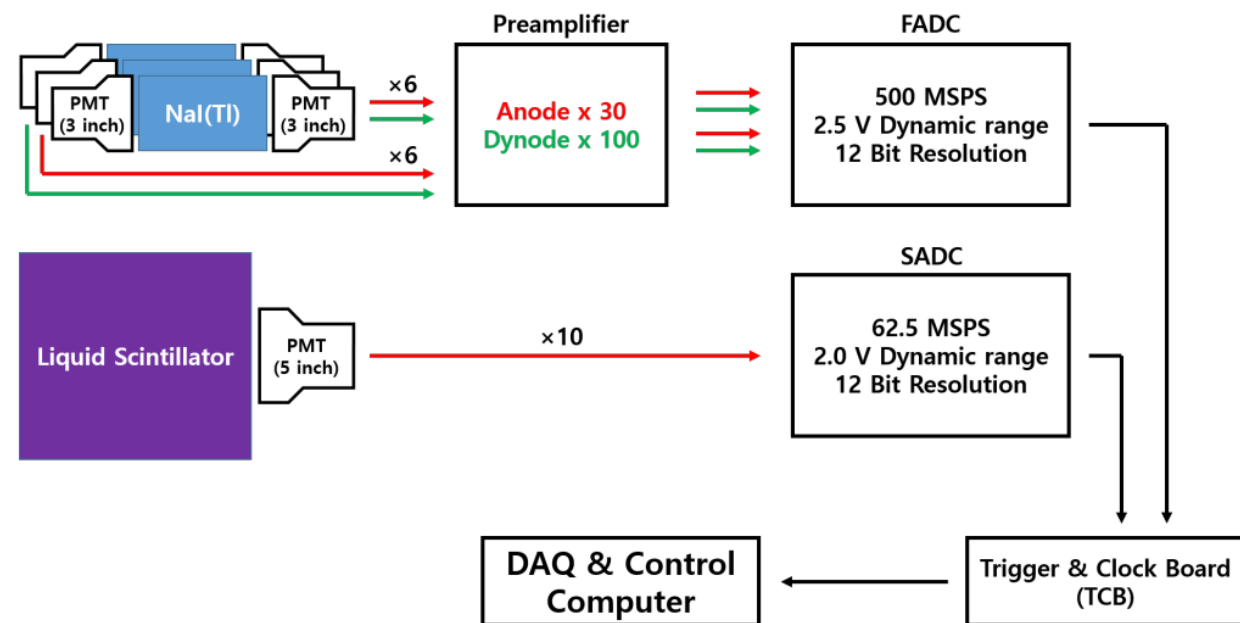 Preamplifier
FADC
PMT
(3 inch)
NaI(Tl)
PMT
(3 inch)
×6
×6
Anode x 30
Dynode x 100
500 MSPS
2.5 V Dynamic range
12 Bit Resolution
SADC
Liquid Scintillator
PMT
(5 inch)
×10
62.5 MSPS
2.0 V Dynamic range
12 Bit Resolution
DAQ & Control
Computer
Trigger & Clock Board
(TCB)